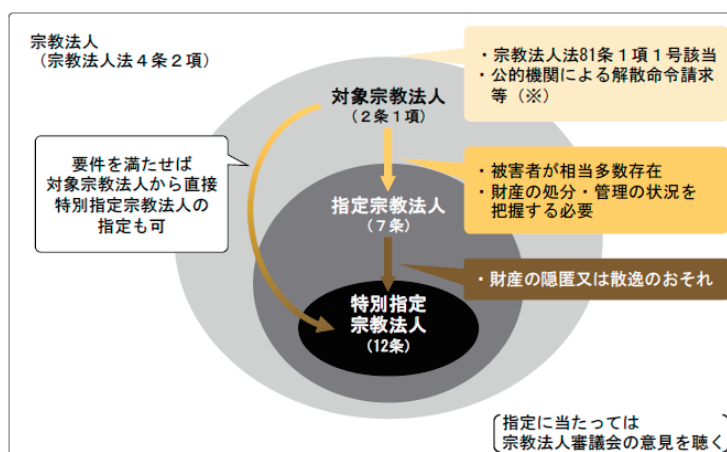 宗教法人
（宗教法人法４条２項）
・宗教法人法81条１項１号該当
・公的機関による解散命令請求
等（※）
対象宗教法人
（２条１項）
要件を満たせば
対象宗教法人から直接
特別指定宗教法人の
指定も可
・被害者が相当多数存在
・財産の処分・管理の状況を
把握する必要
指定宗教法人
（７条）
・財産の隠匿又は散逸のおそれ
特別指定
宗教法人
（12条）
指定に当たっては
宗教法人審議会の意見を聴く